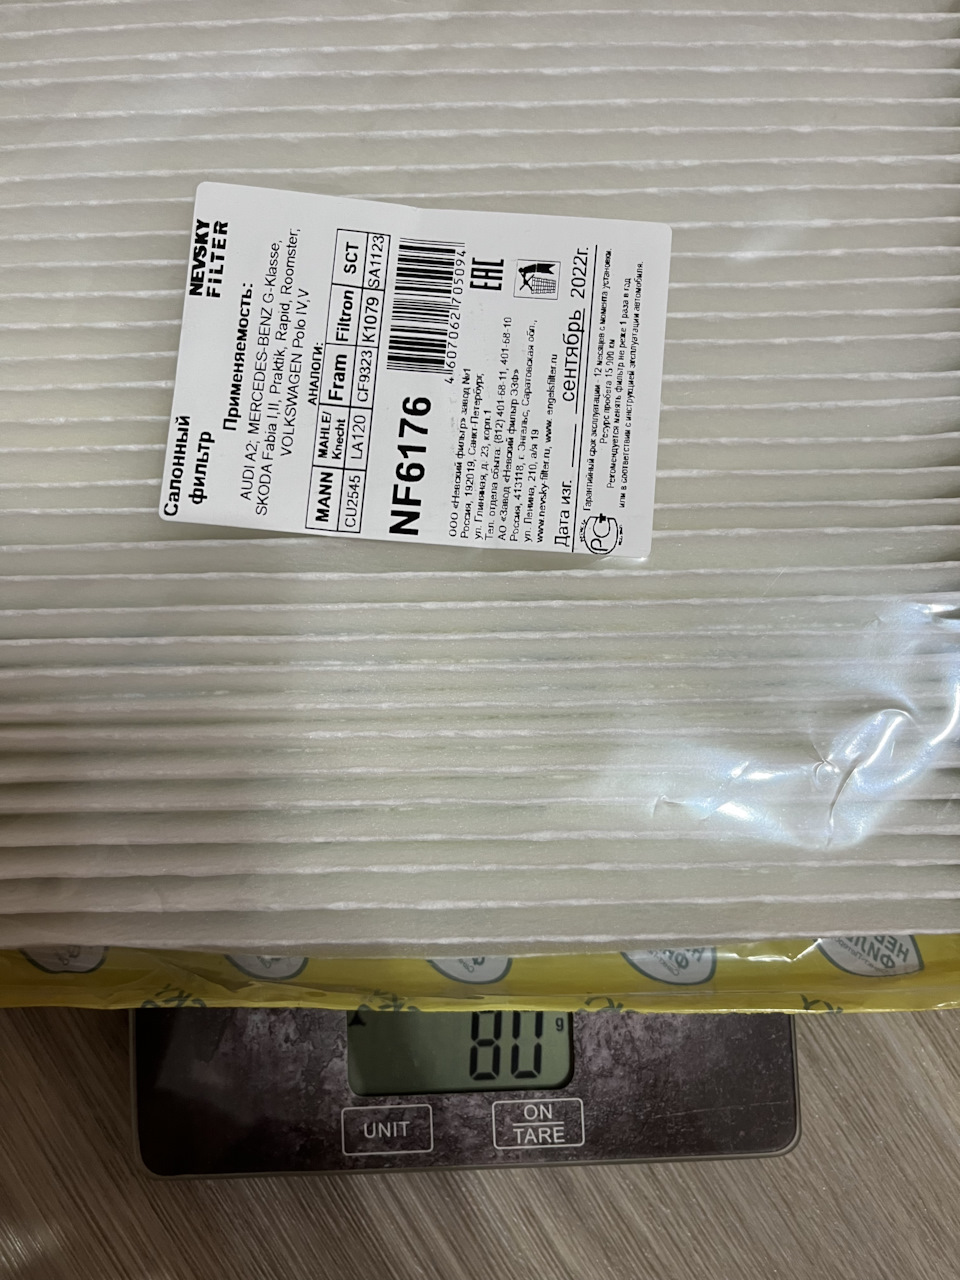 Салонный
фильтр
NEVSKY
FILTER
Применяемость:
AUDI A2; MERCEDES-BENZ G-Klasse,
SKODA Fabia I,II, Praktik, Rapid, Roomster;
VOLKSWAGEN Polo IV,V
АНАЛОГИ:
MANN MAHLE/Knecht Fram Filtron SCT
CU2545 LA120 CF9323 K1079 SA1123
NF6176
4 607062 705094
EAC
ООО «Невский фильтр» завод №1
Россия, 192019, Санкт-Петербург,
ул. Глиняная, д. 23, корп.1
Тел. отдела сбыта: (812) 401-68-11, 401-68-10
АО «Завод «Невский фильтр ЭЗФ»
Россия, 413118, г. Энгельс, Саратовская обл.,
ул. Ленина, 210, а/я 19
www.nevsky-filter.ru, www. engelsfilter.ru
Дата изг. сентябрь 2022г.
Гарантийный срок эксплуатации - 12 месяцев с момента установки.
Ресурс пробега 15 000 км
Рекомендуется менять фильтр не реже 1 раза в год
или в соответствии с инструкцией эксплуатации автомобиля.
80 g
UNIT
ON
TARE